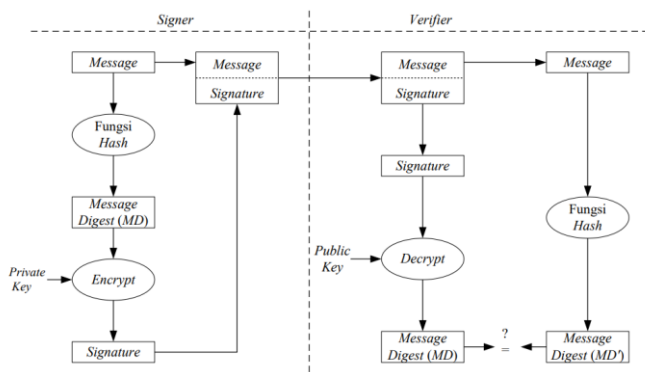 Signer
Verifier
Message
Message
Signature
Message
Signature
Message
Fungsi
Hash
Signature
Message
Digest (MD)
Fungsi
Hash
Private
Key
Encrypt
Public
Key
Decrypt
Signature
Message
Digest (MD)
?
=
Message
Digest (MD')